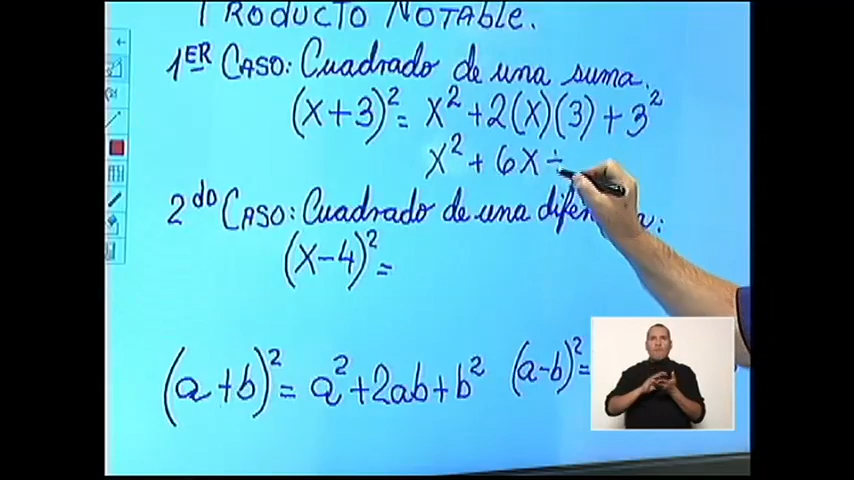 PRODUCTO NOTABLE.
1ER CASO: Cuadrado de una suma.
(x+3)² = x² + 2(x)(3) + 3²
x² + 6x
2do CASO: Cuadrado de una
(x-4)² =
(a+b)² = a² + 2ab + b² (a-b)² =